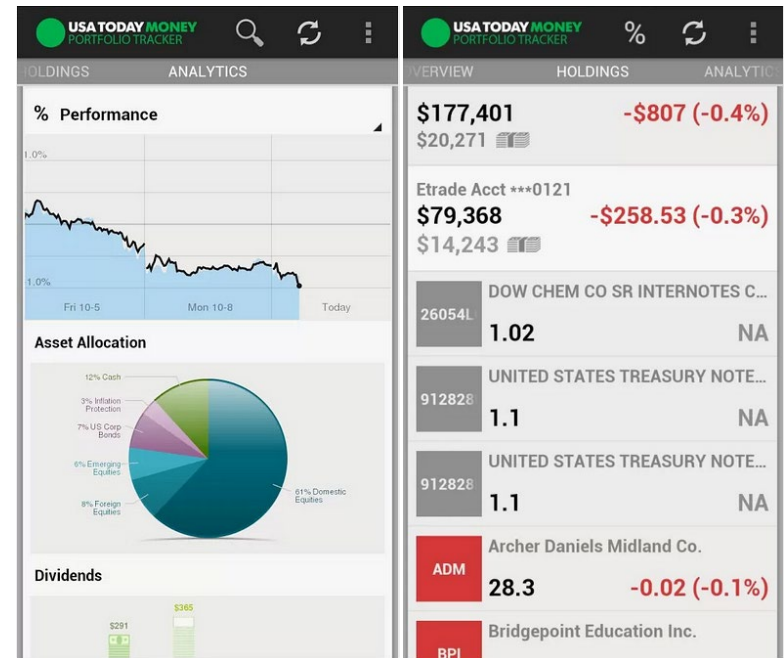 USA TODAY MONEY
PORTFOLIO TRACKER
OLDINGS
ANALYTICS
% Performance
1.0%
1.0%
Fri 10-5
Mon 10-8
Today
Asset Allocation
12% Cash
3% Inflation
Protection
7% US Corp
Bonds
6% Emerging
Equities
8% Foreign
Equities
61% Domestic
Equities
Dividends
$291
$365
USA TODAY MONEY
PORTFOLIO TRACKER
%
VERVIEW
HOLDINGS
ANALYTIC
$177,401
-$807 (-0.4%)
$20,271
Etrade Acct ***0121
$79,368
-$258.53 (-0.3%)
$14,243
26054L
DOW CHEM CO SR INTERNOTES C...
1.02
NA
912828
UNITED STATES TREASURY NOTE...
1.1
NA
912828
UNITED STATES TREASURY NOTE...
1.1
NA
ADM
Archer Daniels Midland Co.
28.3
-0.02 (-0.1%)
BPI
Bridgepoint Education Inc.